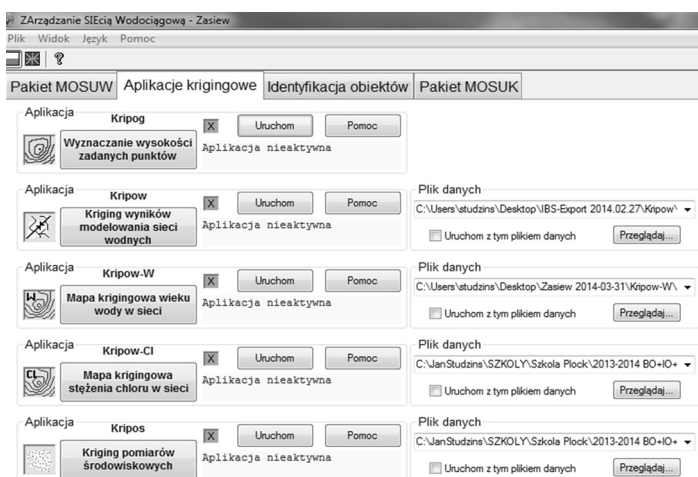 ZArządzanie SIEcią Wodociągową - Zasiew
Plik Widok Język Pomoc
Pakiet MOSUW Aplikacje krigingowe Identyfikacja obiektów Pakiet MOSUK
Aplikacja
Kripog
Wyznaczanie wysokości
zadanych punktów
X Uruchom Pomoc
Aplikacja nieaktywna
Aplikacja
Kripow
Kriging wyników
modelowania sieci
wodnych
X Uruchom Pomoc
Aplikacja nieaktywna
Plik danych
C:\Users\studzins\Desktop\IBS-Export 2014.02.27\Kripow\
Uruchom z tym plikiem danych Przeglądaj...
Aplikacja
Kripow-W
W
Mapa krigingowa wieku
wody w sieci
X Uruchom Pomoc
Aplikacja nieaktywna
Plik danych
C:\Users\studzins\Desktop\Zasiew 2014-03-31\Kripow-W\
Uruchom z tym plikiem danych Przeglądaj...
Aplikacja
Kripow-Cl
CL
Mapa krigingowa
stężenia chloru w sieci
X Uruchom Pomoc
Aplikacja nieaktywna
Plik danych
C:\JanStudzins\SZKOLY\Szkola Plock\2013-2014 BO+IO+
Uruchom z tym plikiem danych Przeglądaj...
Aplikacja
Kripos
Kriging pomiarów
środowiskowych
X Uruchom Pomoc
Aplikacja nieaktywna
Plik danych
C:\JanStudzins\SZKOLY\Szkola Plock\2013-2014 BO+IO+
Uruchom z tym plikiem danych Przeglądaj...